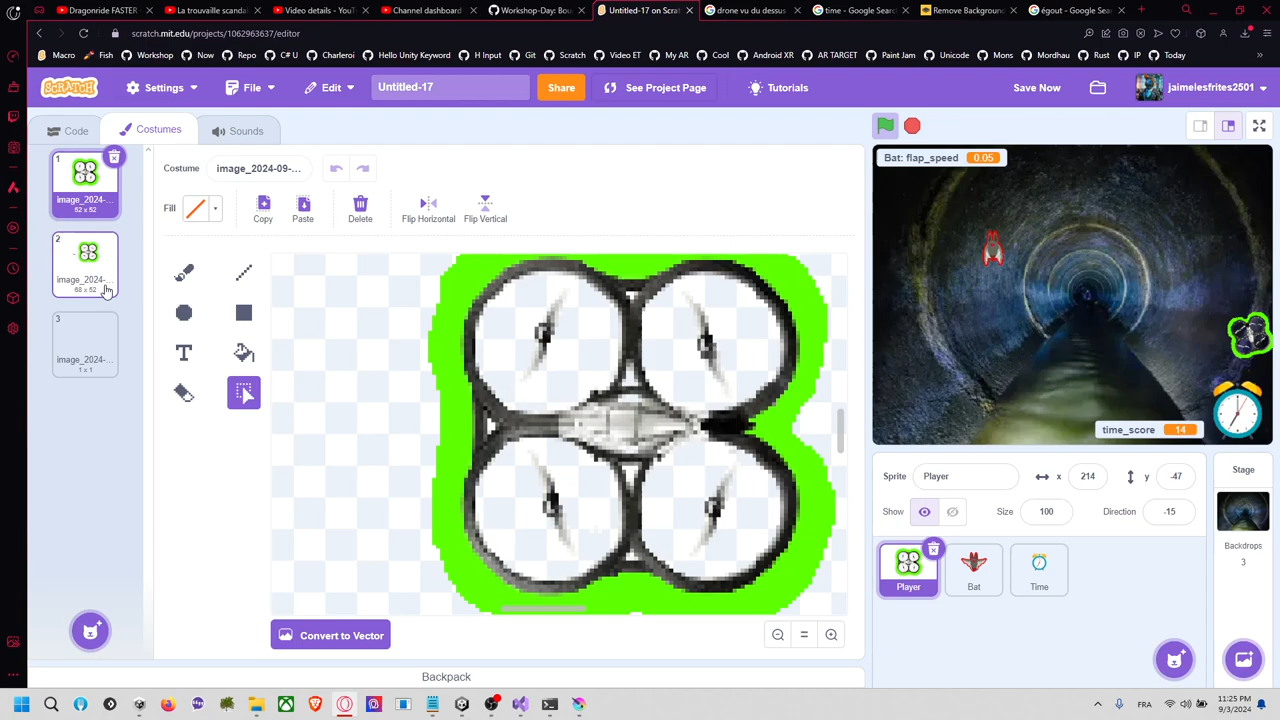 Dragondride FASTER
La trouvaille scandal
Video details - YouT
Channel dashboard
Workshop-Day: Bou
Untitled-17 on Scrat
drone vu du dessus
time - Google Search
Remove Background
égout - Google Sea
scratch.mit.edu/projects/1062963637/editor
Macro
Fish
Workshop
Now
Repo
C# U
Charleroi
Hello Unity Keyword
H Input
Git
Scratch
Video ET
My AR
Cool
Android XR
AR TARGET
Paint Jam
Unicode
Mons
Mordhau
Rust
IP
Today
SCRATCH
Settings
File
Edit
Untitled-17
Share
See Project Page
Tutorials
Save Now
jaimelesfrites2501
Code
Costumes
Sounds
1
image_2024-...
52 x 52
2
image_2024-...
68 x 52
3
image_2024-...
1 x 1
Costume
image_2024-09-...
Fill
Copy
Paste
Delete
Flip Horizontal
Flip Vertical
T
Convert to Vector
Backpack
Bat: flap_speed 0.05
time_score 14
Sprite
Player
x
214
y
-47
Show
Size
100
Direction
-15
Player
Bat
Time
Stage
Backdrops
3
FRA
11:25 PM
9/3/2024